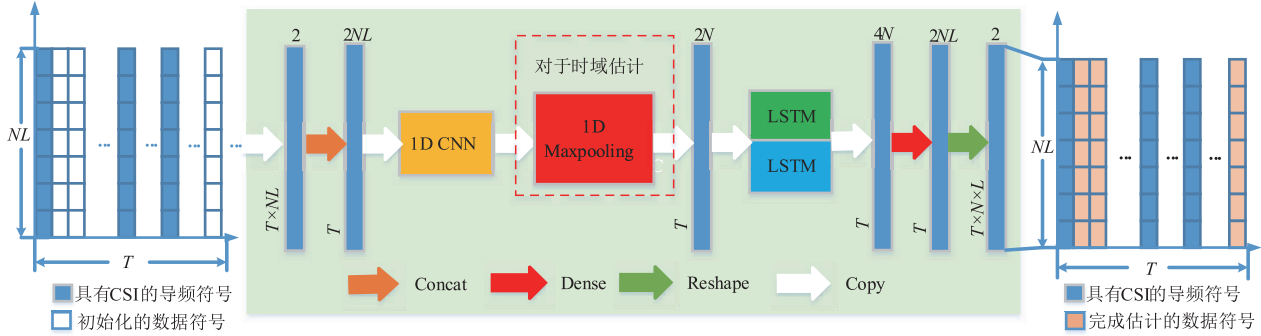 NL
... ... ... ...
T
具有CSI的导频符号
初始化的数据符号
2
T×NL
2NL
T
1D CNN
对于时域估计
1D
Maxpooling
C
2N
T
LSTM
LSTM
4N
T
2NL
T
2
T×N×L
Concat
Dense
Reshape
Copy
NL
... ... ...
T
具有CSI的导频符号
完成估计的数据符号